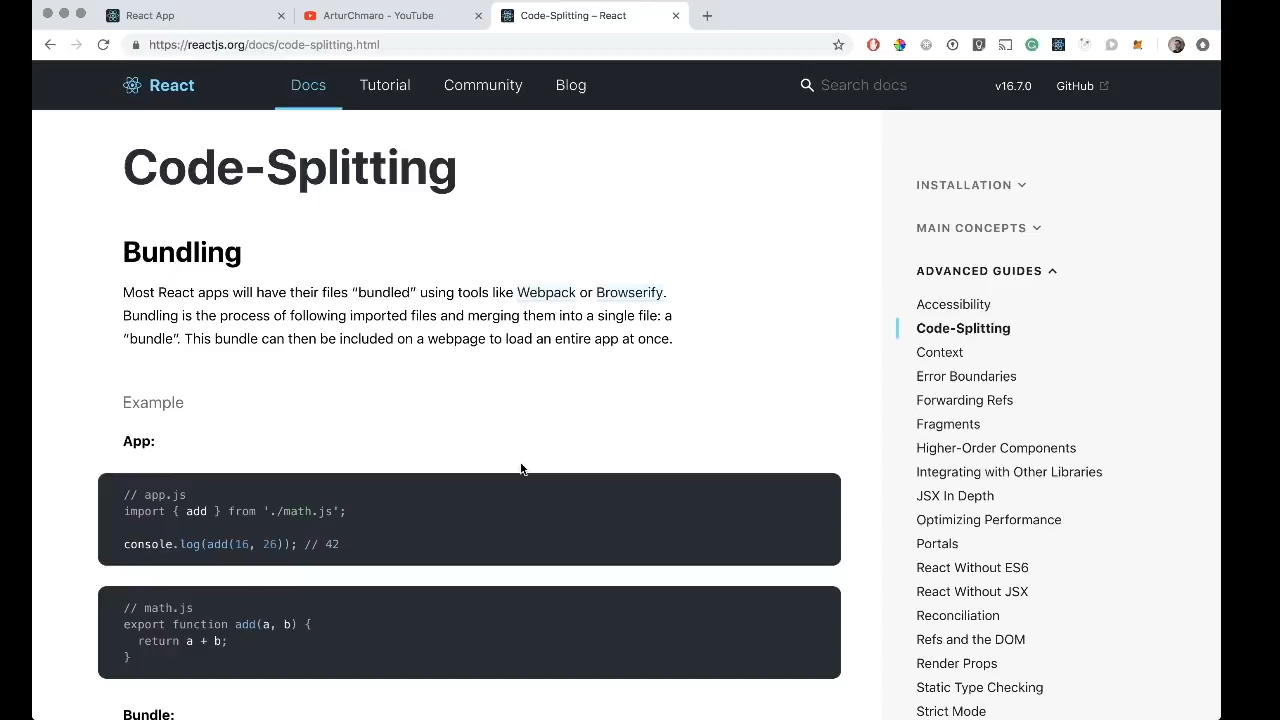 React App
ArturChmaro - YouTube
Code-Splitting – React
https://reactjs.org/docs/code-splitting.html
React
Docs
Tutorial
Community
Blog
Search docs
v16.7.0
GitHub
Code-Splitting
Bundling
Most React apps will have their files “bundled” using tools like Webpack or Browserify.
Bundling is the process of following imported files and merging them into a single file: a
“bundle”. This bundle can then be included on a webpage to load an entire app at once.
Example
App:
// app.js
import { add } from './math.js';
console.log(add(16, 26)); // 42
// math.js
export function add(a, b) {
  return a + b;
}
Bundle:
INSTALLATION
MAIN CONCEPTS
ADVANCED GUIDES
Accessibility
Code-Splitting
Context
Error Boundaries
Forwarding Refs
Fragments
Higher-Order Components
Integrating with Other Libraries
JSX In Depth
Optimizing Performance
Portals
React Without ES6
React Without JSX
Reconciliation
Refs and the DOM
Render Props
Static Type Checking
Strict Mode